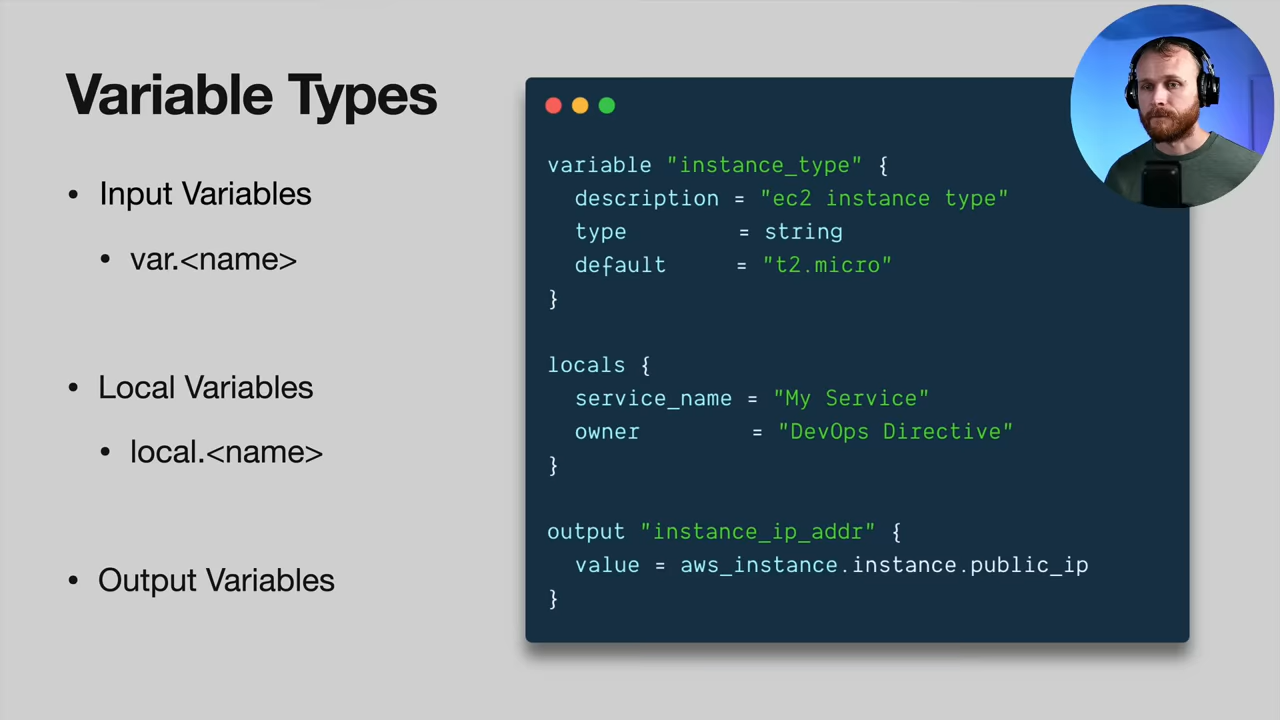 Variable Types
• Input Variables
• var.<name>
• Local Variables
• local.<name>
• Output Variables
variable "instance_type" {
  description = "ec2 instance type"
  type        = string
  default     = "t2.micro"
}
locals {
  service_name = "My Service"
  owner        = "DevOps Directive"
}
output "instance_ip_addr" {
  value = aws_instance.instance.public_ip
}